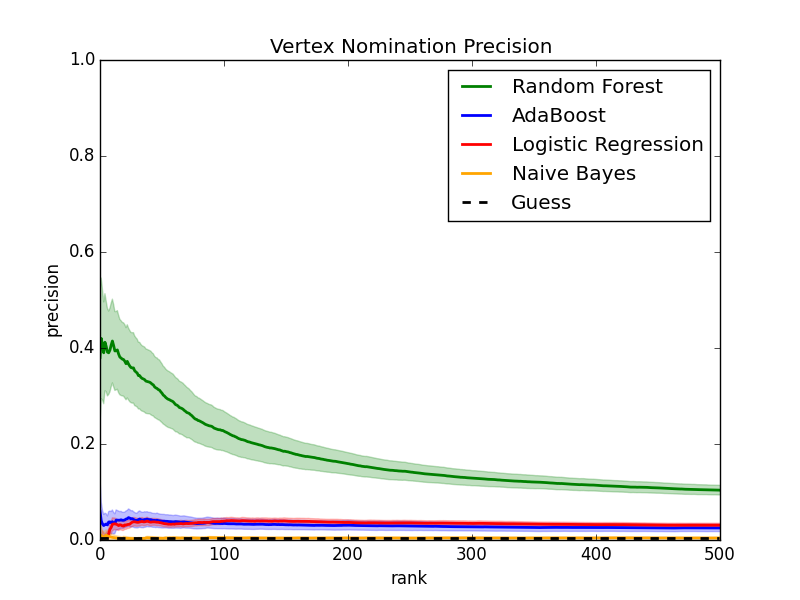 Vertex Nomination Precision
1.0
0.8
0.6
0.4
0.2
0.0
precision
Random Forest
AdaBoost
Logistic Regression
Naive Bayes
Guess
0 100 200 300 400 500
rank